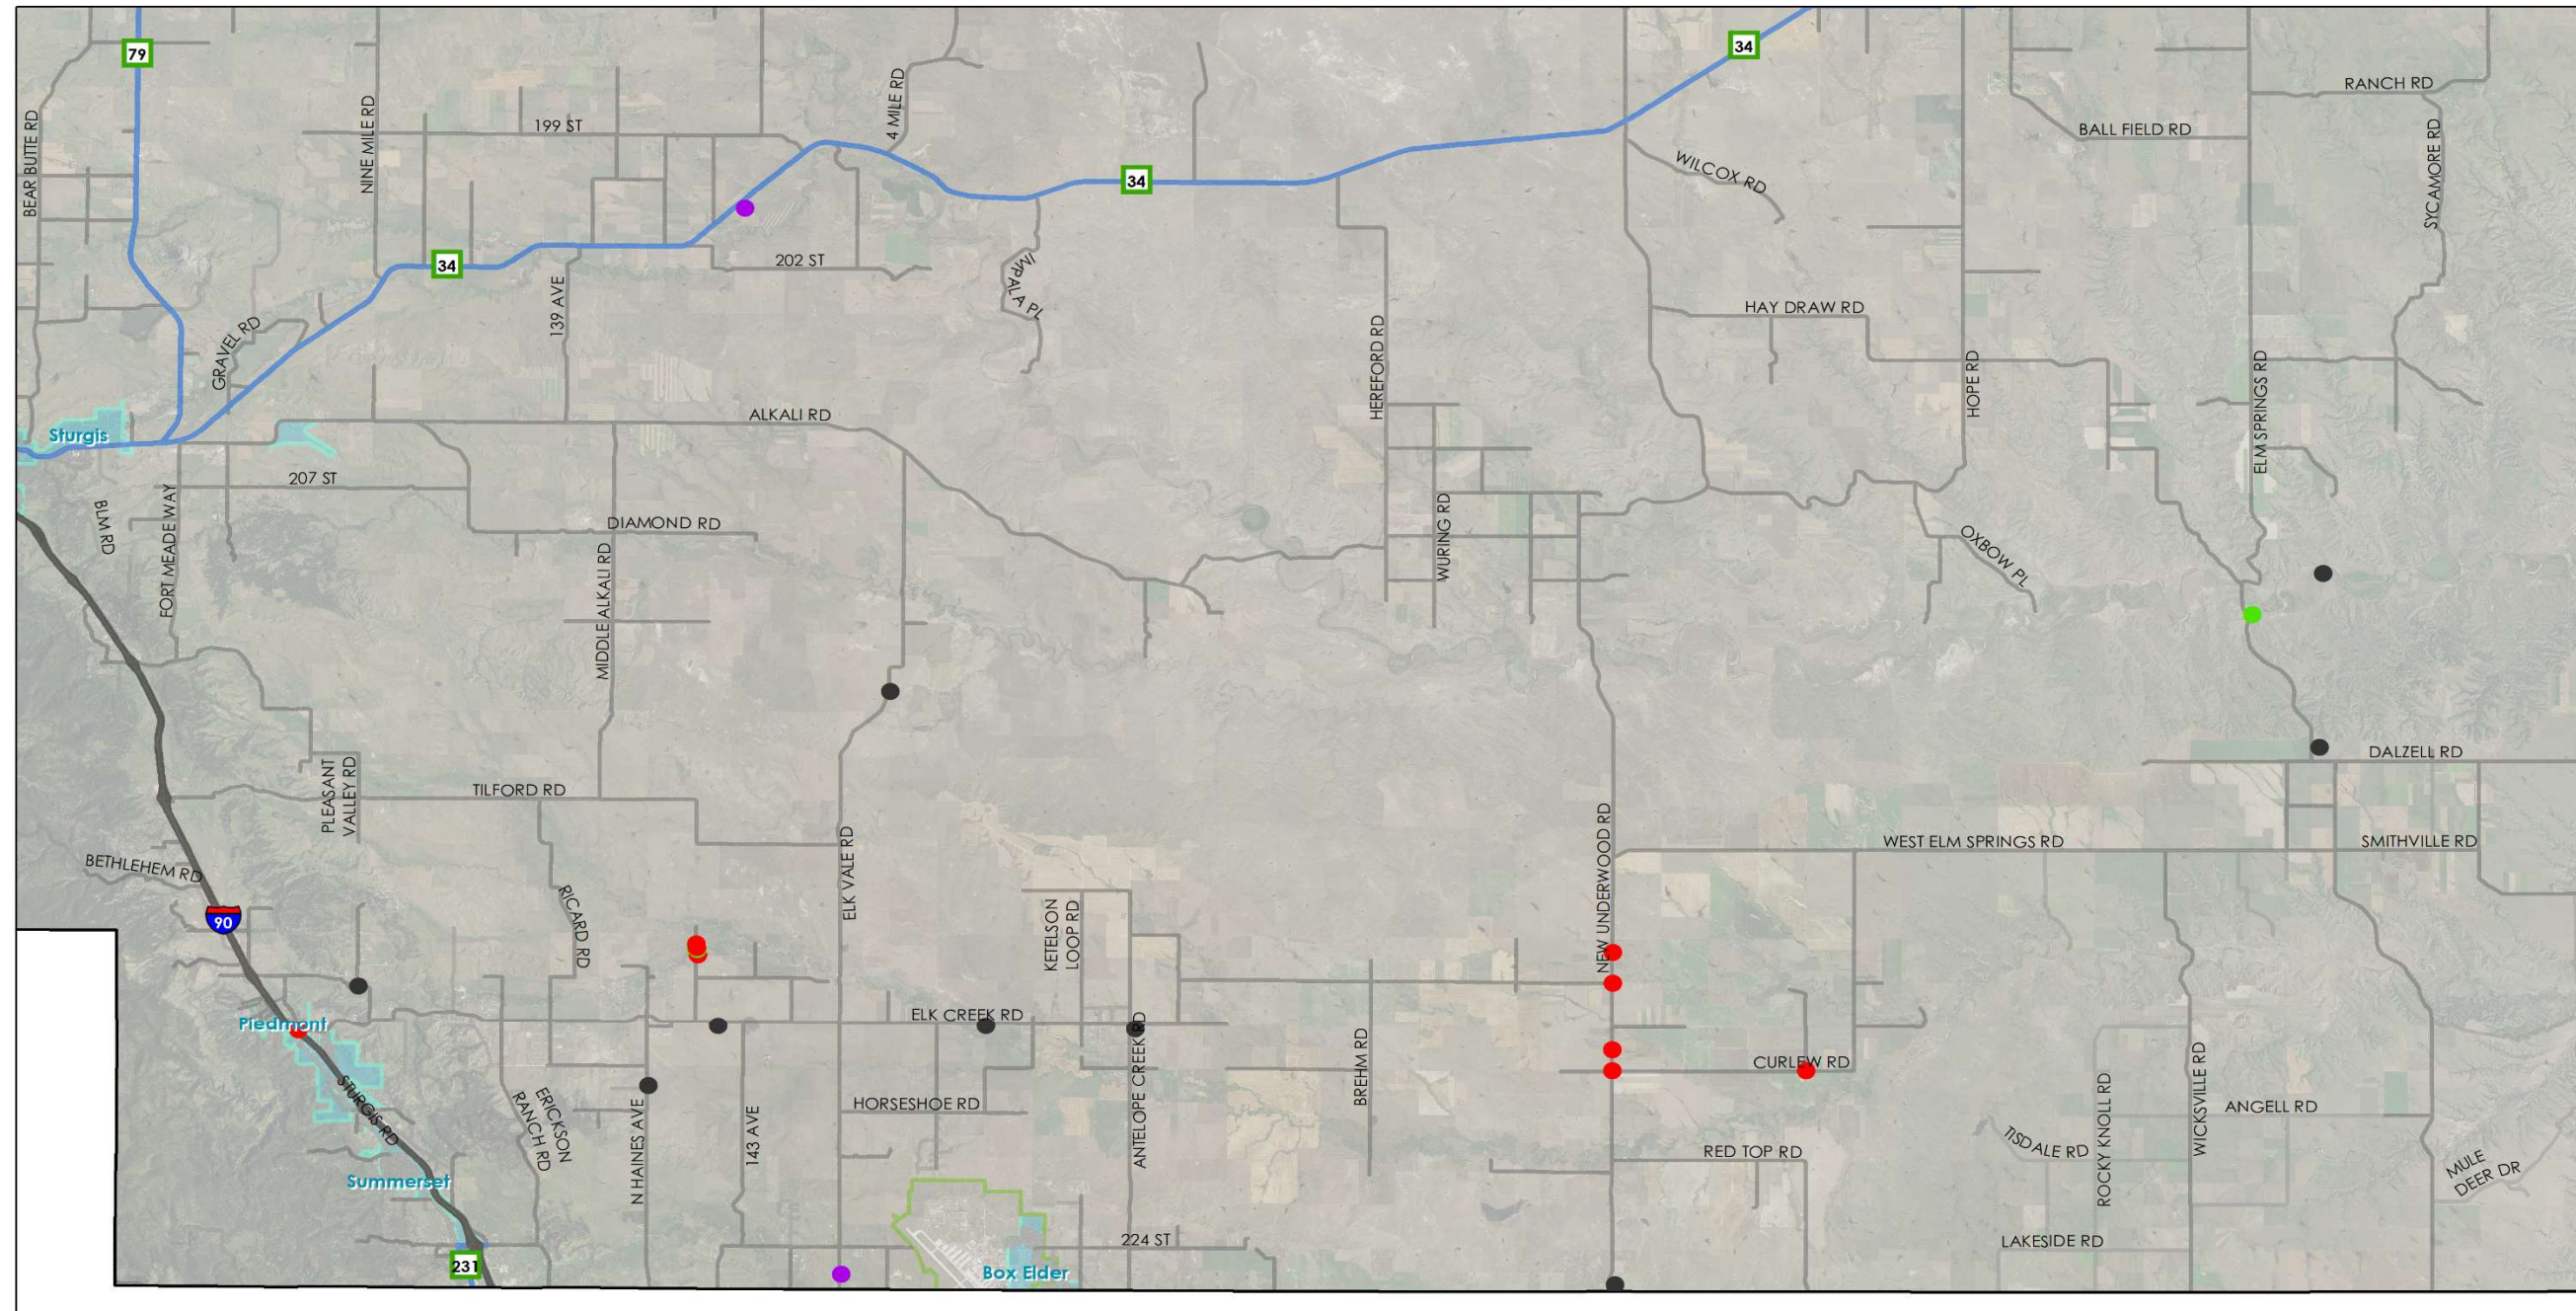 79
34
RANCH RD
BEAR BUTTE RD
NINE MILE RD
199 ST
4 MILE RD
BALL FIELD RD
SYCAMORE RD
WILCOX RD
34
34
202 ST
IMPALA PL
139 AVE
GRAVEL RD
HAY DRAW RD
HEREFORD RD
HOPE RD
ELM SPRINGS RD
ALKALI RD
Sturgis
207 ST
BLM RD
FORT MEADE WAY
DIAMOND RD
MIDDLE ALKALI RD
WURING RD
OXBOW PL
DALZELL RD
PLEASANT
VALLEY RD
TILFORD RD
ELK VALE RD
NEW UNDERWOOD RD
WEST ELM SPRINGS RD
SMITHVILLE RD
BETHLEHEM RD
90
RICARD RD
KETELSON
LOOP RD
Piedmont
ELK CREEK RD
ANTELOPE CREEK RD
BREHM RD
CURLEW RD
STURGIS RD
ERICKSON
RANCH RD
N HAINES AVE
143 AVE
HORSESHOE RD
ROCKY KNOLL RD
WICKSVILLE RD
ANGELL RD
TISDALE RD
RED TOP RD
MULE
DEER DR
Summerset
231
224 ST
Box Elder
LAKESIDE RD